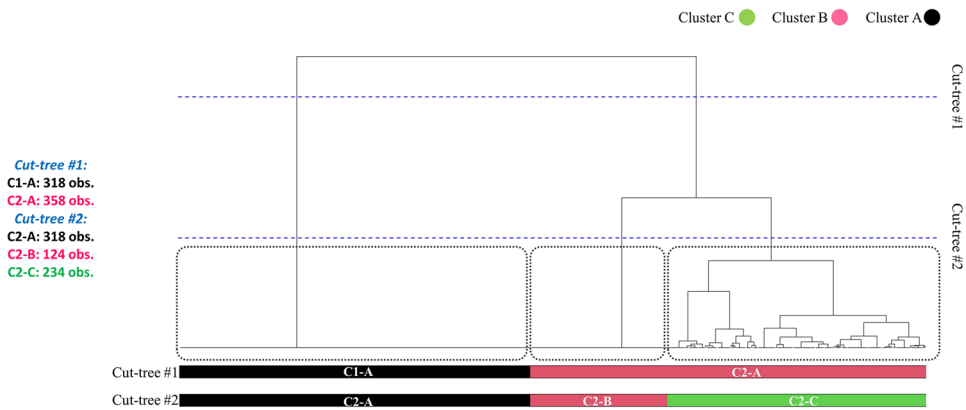 Cluster C
Cluster B
Cluster A
Cut-tree #1
Cut-tree #2
Cut-tree #1:
C1-A: 318 obs.
C2-A: 358 obs.
Cut-tree #2:
C2-A: 318 obs.
C2-B: 124 obs.
C2-C: 234 obs.
Cut-tree #1
C1-A
C2-A
Cut-tree #2
C2-A
C2-B
C2-C